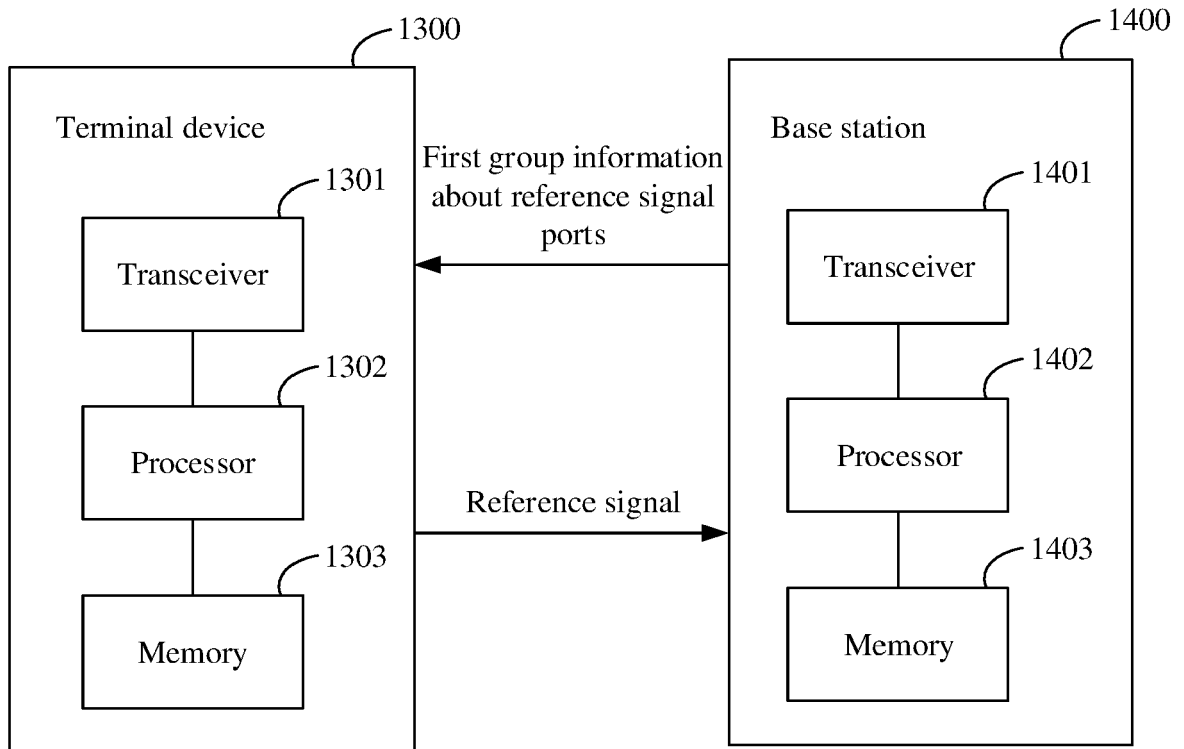 1300
Terminal device
1301
Transceiver
1302
Processor
1303
Memory
First group information
about reference signal
ports
Reference signal
1400
Base station
1401
Transceiver
1402
Processor
1403
Memory